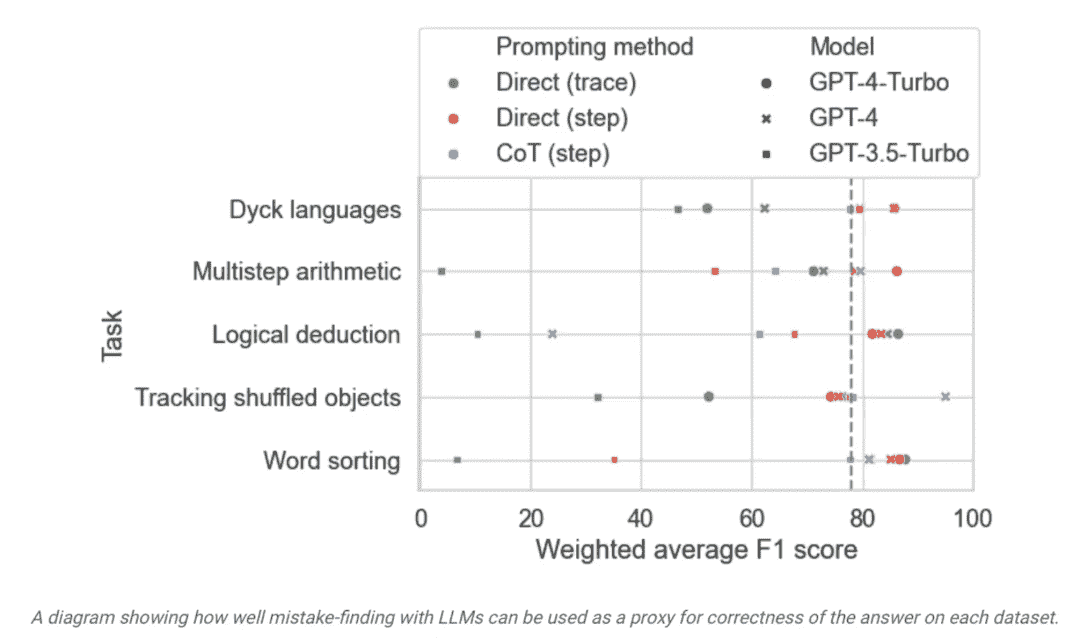 Prompting method
Direct (trace)
Direct (step)
CoT (step)
Model
GPT-4-Turbo
GPT-4
GPT-3.5-Turbo
Task
Dyck languages
Multistep arithmetic
Logical deduction
Tracking shuffled objects
Word sorting
0 20 40 60 80 100
Weighted average F1 score
A diagram showing how well mistake-finding with LLMs can be used as a proxy for correctness of the answer on each dataset.